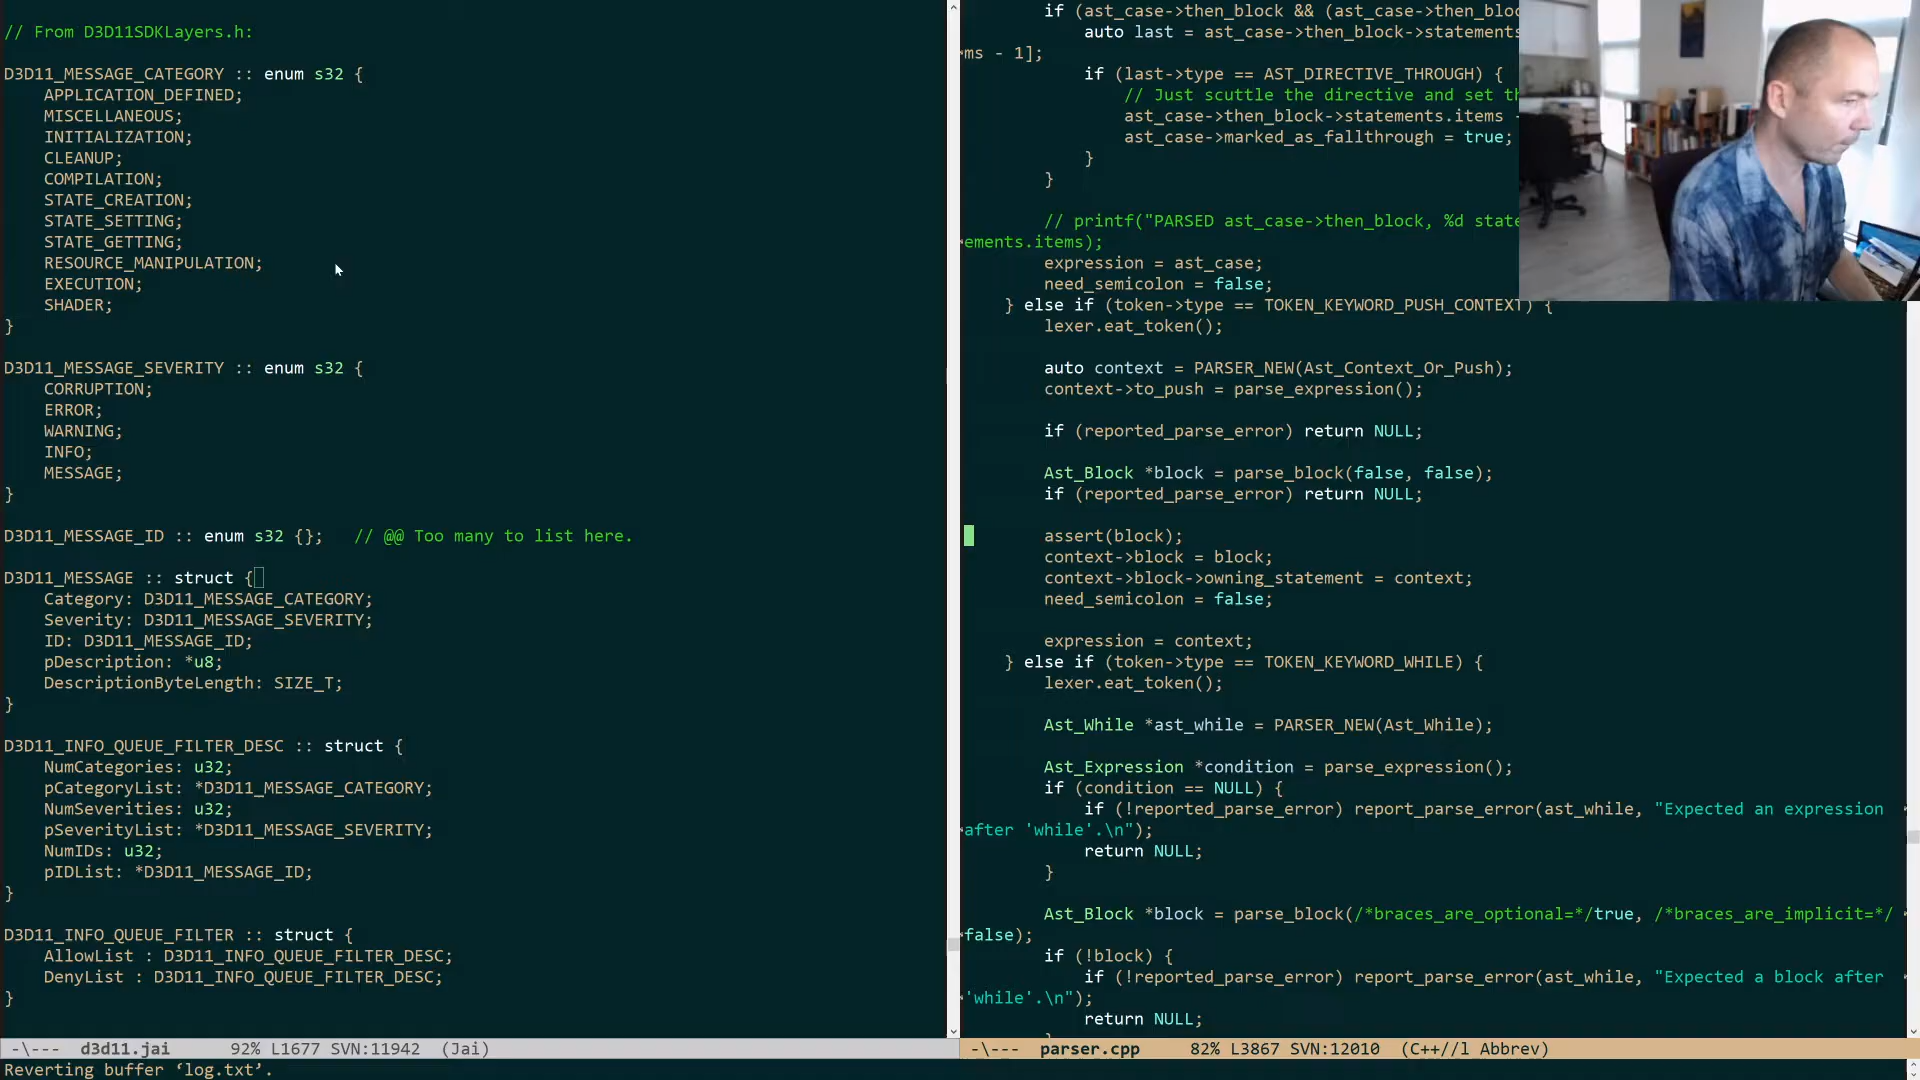 // From D3D11SDKLayers.h:
D3D11_MESSAGE_CATEGORY :: enum s32 {
APPLICATION_DEFINED;
MISCELLANEOUS;
INITIALIZATION;
CLEANUP;
COMPILATION;
STATE_CREATION;
STATE_SETTING;
STATE_GETTING;
RESOURCE_MANIPULATION;
EXECUTION;
SHADER;
}
D3D11_MESSAGE_SEVERITY :: enum s32 {
CORRUPTION;
ERROR;
WARNING;
INFO;
MESSAGE;
}
D3D11_MESSAGE_ID :: enum s32 {};   // @@ Too many to list here.
D3D11_MESSAGE :: struct {
Category: D3D11_MESSAGE_CATEGORY;
Severity: D3D11_MESSAGE_SEVERITY;
ID: D3D11_MESSAGE_ID;
pDescription: *u8;
DescriptionByteLength: SIZE_T;
}
D3D11_INFO_QUEUE_FILTER_DESC :: struct {
NumCategories: u32;
pCategoryList: *D3D11_MESSAGE_CATEGORY;
NumSeverities: u32;
pSeverityList: *D3D11_MESSAGE_SEVERITY;
NumIDs: u32;
pIDList: *D3D11_MESSAGE_ID;
}
D3D11_INFO_QUEUE_FILTER :: struct {
AllowList : D3D11_INFO_QUEUE_FILTER_DESC;
DenyList : D3D11_INFO_QUEUE_FILTER_DESC;
}
-\--- d3d11.jai 92% L1677 SVN:11942 (Jai)
Reverting buffer ‘log.txt’.
if (ast_case->then_block && (ast_case->then_bloc
auto last = ast_case->then_block->statements
ms - 1];
if (last->type == AST_DIRECTIVE_THROUGH) {
// Just scuttle the directive and set th
ast_case->then_block->statements.items -
ast_case->marked_as_fallthrough = true;
}
}
// printf("PARSED ast_case->then_block, %d state
ements.items);
expression = ast_case;
need_semicolon = false;
} else if (token->type == TOKEN_KEYWORD_PUSH_CONTEXT) {
lexer.eat_token();
auto context = PARSER_NEW(Ast_Context_Or_Push);
context->to_push = parse_expression();
if (reported_parse_error) return NULL;
Ast_Block *block = parse_block(false, false);
if (reported_parse_error) return NULL;
assert(block);
context->block = block;
context->block->owning_statement = context;
need_semicolon = false;
expression = context;
} else if (token->type == TOKEN_KEYWORD_WHILE) {
lexer.eat_token();
Ast_While *ast_while = PARSER_NEW(Ast_While);
Ast_Expression *condition = parse_expression();
if (condition == NULL) {
if (!reported_parse_error) report_parse_error(ast_while, "Expected an expression
after 'while'.\n");
return NULL;
}
Ast_Block *block = parse_block(/*braces_are_optional=*/true, /*braces_are_implicit=*/
false);
if (!block) {
if (!reported_parse_error) report_parse_error(ast_while, "Expected a block after
'while'.\n");
return NULL;
-\--- parser.cpp 82% L3867 SVN:12010 (C++//l Abbrev)